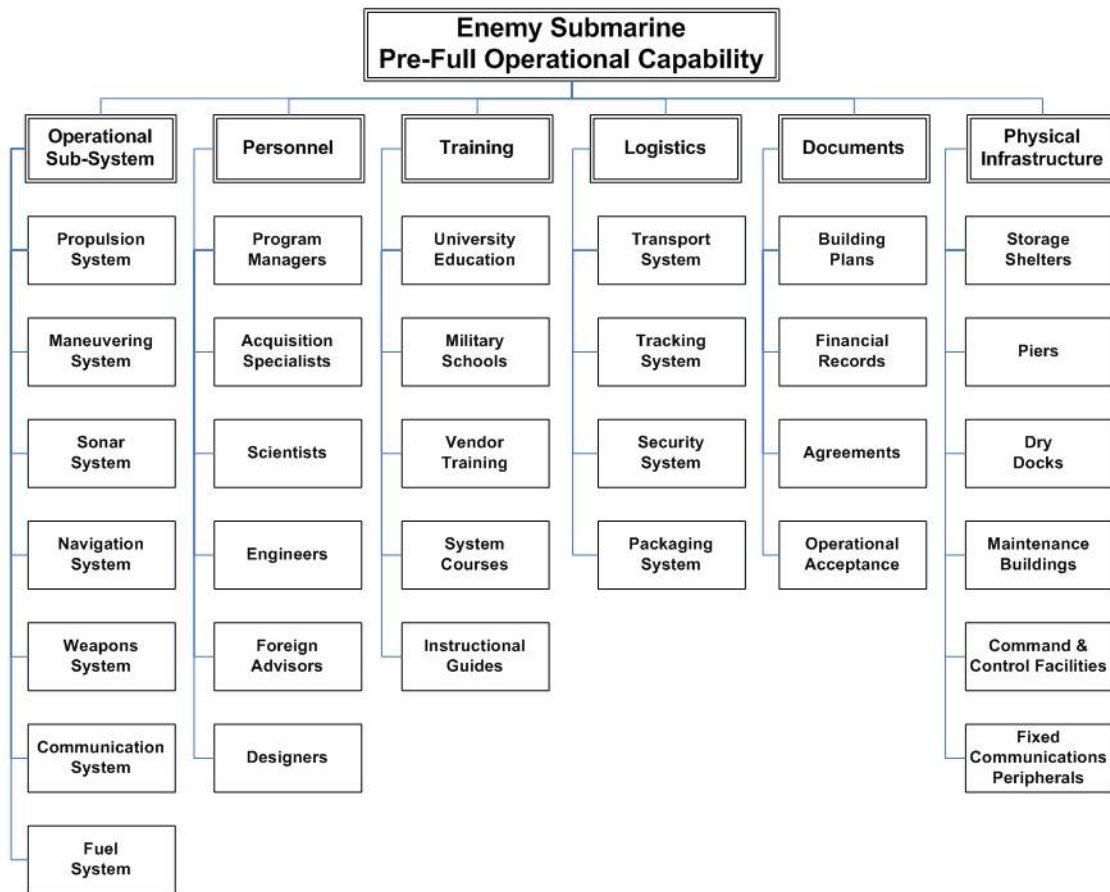 Enemy Submarine
Pre-Full Operational Capability
Operational
Sub-System
Personnel
Training
Logistics
Documents
Physical
Infrastructure
Propulsion
System
Program
Managers
University
Education
Transport
System
Building
Plans
Storage
Shelters
Maneuvering
System
Acquisition
Specialists
Military
Schools
Tracking
System
Financial
Records
Piers
Sonar
System
Scientists
Vendor
Training
Security
System
Agreements
Dry
Docks
Navigation
System
Engineers
System
Courses
Packaging
System
Operational
Acceptance
Maintenance
Buildings
Weapons
System
Foreign
Advisors
Instructional
Guides
Command &
Control Facilities
Communication
System
Designers
Fixed
Communications
Peripherals
Fuel
System